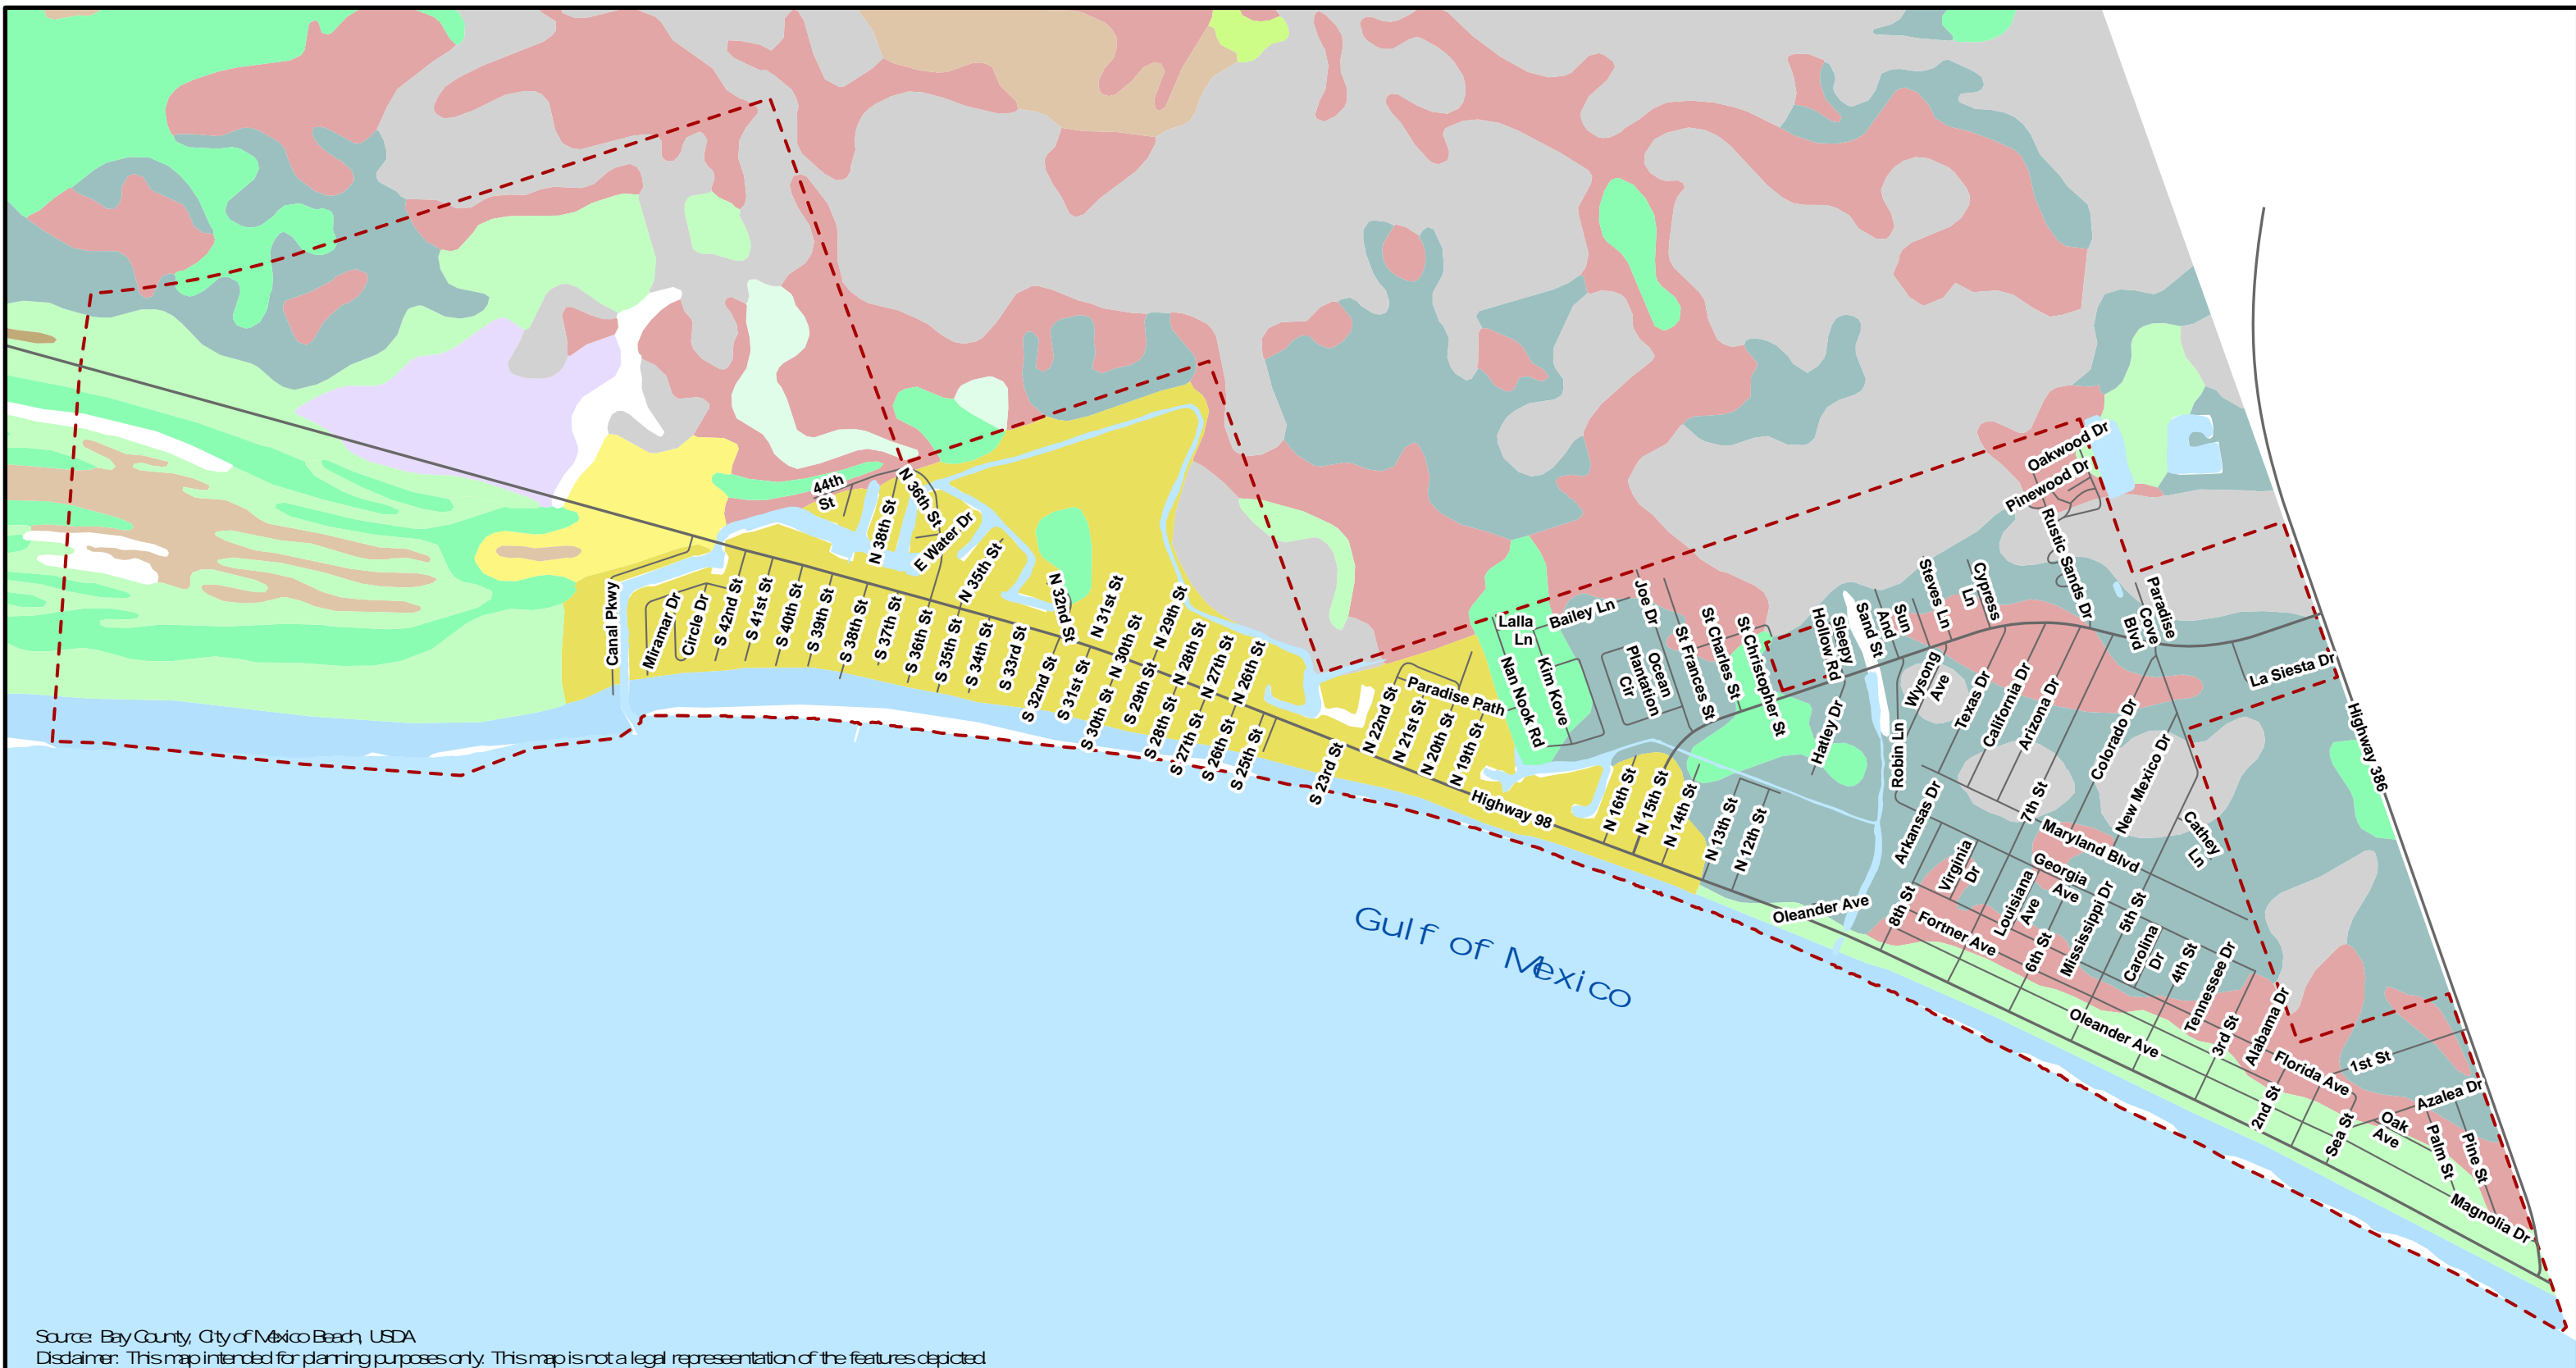 Oakwood Dr
Pinewood Dr
Rustic Sands Dr
44th
St
N 36th St
N 38th St
E Water Dr
N 35th St
N 32nd St
N 31st St
N 30th St
N 29th St
N 28th St
N 27th St
N 26th St
Canal Pkwy
Miramar Dr
Circle Dr
S 42nd St
S 41st St
S 40th St
S 39th St
S 38th St
S 37th St
S 36th St
S 35th St
S 34th St
S 33rd St
S 32nd St
S 31st St
S 30th St
S 29th St
S 28th St
S 27th St
S 26th St
S 25th St
S 23rd St
N 22nd St
N 21st St
N 20th St
N 19th St
Paradise Path
Highway 98
Lalla
Ln
Bailey Ln
Nan Nook Rd
Kim Kove
Joe Dr
Ocean
Plantation
Cir
St Frances St
St Charles St
St Christopher St
Sleepy
Hollow Rd
Sun
And
Sand St
Steves Ln
Cypress
Ln
Paradise
Cove
Blvd
La Siesta Dr
Highway 386
Wysong
Ave
Hatley Dr
Robin Ln
Texas Dr
California Dr
Arizona Dr
Colorado Dr
New Mexico Dr
N 16th St
N 15th St
N 14th St
N 13th St
N 12th St
Arkansas Dr
7th St
Maryland Blvd
Cathey
Ln
Virginia
Dr
Georgia
Ave
Louisiana
Ave
Mississippi Dr
5th St
Oleander Ave
8th St
Fortner Ave
6th St
Carolina
Dr
4th St
Tennessee Dr
Oleander Ave
3rd St
Alabama Dr
Florida Ave
1st St
2nd St
Sea St
Oak
Ave
Azalea Dr
Palm St
Pine St
Magnolia Dr
Gulf of Mexico
Source: Bay County, City of Mexico Beach, USDA
Disclaimer: This map intended for planning purposes only. This map is not a legal represeentation of the features depicted.